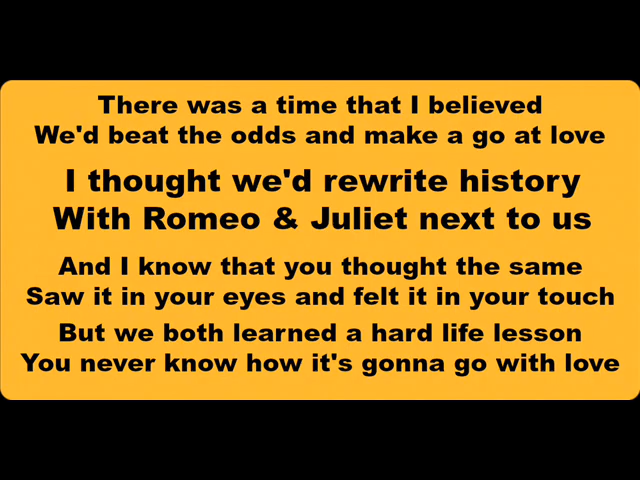 There was a time that I believed
We'd beat the odds and make a go at love
I thought we'd rewrite history
With Romeo & Juliet next to us
And I know that you thought the same
Saw it in your eyes and felt it in your touch
But we both learned a hard life lesson
You never know how it's gonna go with love